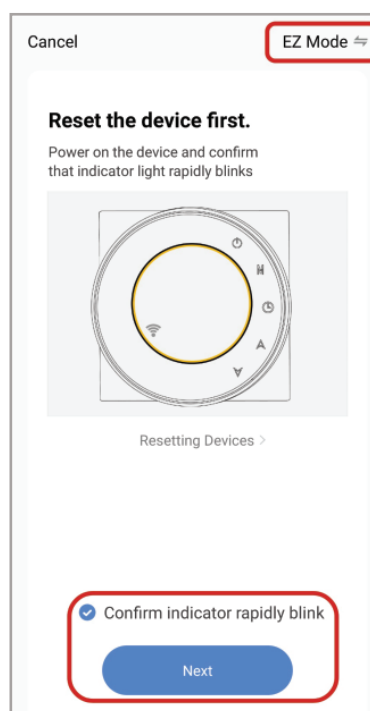 Cancel
EZ Mode ⇋
Reset the device first.
Power on the device and confirm
that indicator light rapidly blinks
Resetting Devices >
Confirm indicator rapidly blink
Next